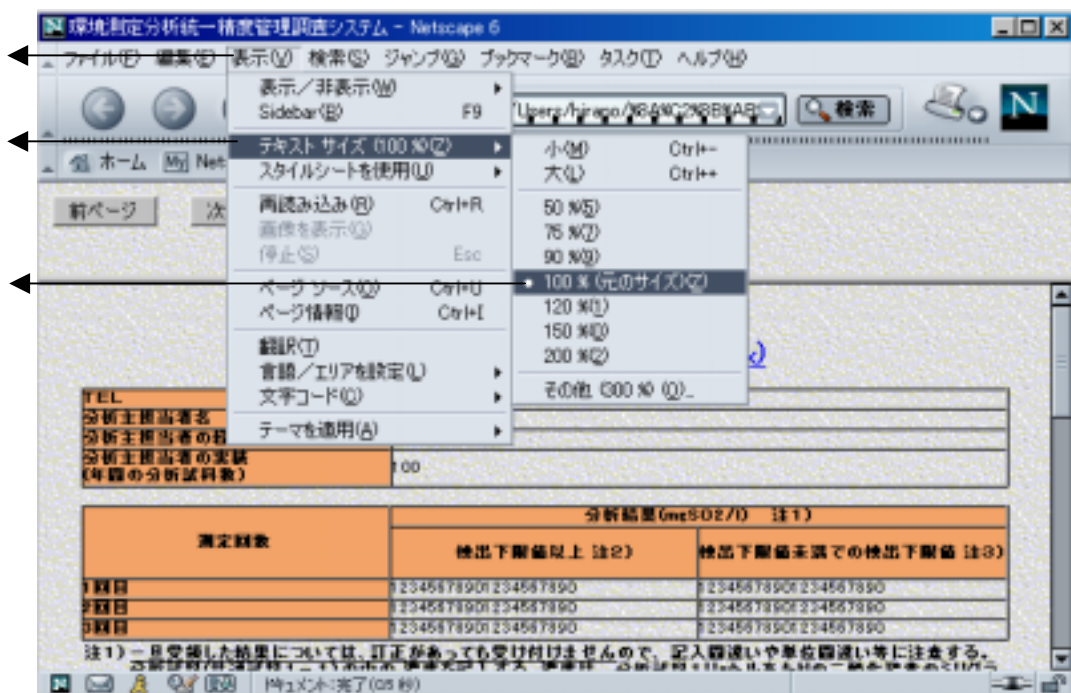 環境測定分析統一精度管理調査システム - Netscape 6
ファイル(F) 編集(E) 表示(V) 検索(S) ジャンプ(G) ブックマーク(B) タスク(T) ヘルプ(H)
検索
ホーム My Net
前ページ 次
表示/非表示(W)
Sidebar(B) F9
テキスト サイズ (100 %)(Z)
スタイルシートを使用(U)
再読み込み(R) Ctrl+R
画像を表示(G)
停止(S) Esc
ページ ソース(O) Ctrl+U
ページ情報(I) Ctrl+I
翻訳(T)
言語/エリアを設定(L)
文字コード(C)
テーマを適用(A)
小(M) Ctrl+-
大(L) Ctrl++
50 %(5)
75 %(7)
90 %(9)
100 % (元のサイズ)(Z)
120 %(1)
150 %(0)
200 %(2)
その他 (300 %) (O)...
TEL
分析主担当者名
分析主担当者の
分析主担当者の実績
(年間の分析試料数)
100
測定回数
分析結果(mgSO2/l) 注1)
検出下限値以上 注2) 検出下限値未満での検出下限値 注3)
1回目 12345678901234567890 12345678901234567890
2回目 12345678901234567890 12345678901234567890
3回目 12345678901234567890 12345678901234567890
注1)一旦受領した結果については、訂正があっても受け付けませんので、記入間違いや単位間違い等に注意する。
ドキュメント:完了(0.5 秒)